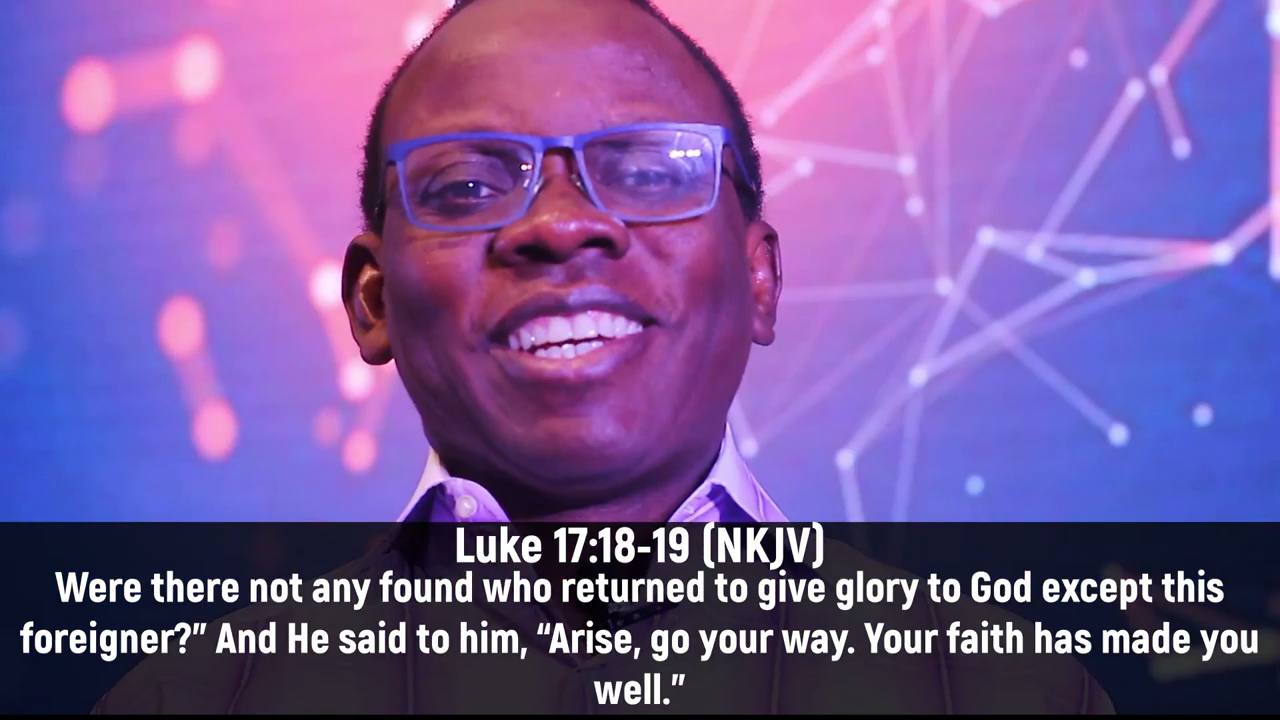 Luke 17:18-19 (NKJV)
Were there not any found who returned to give glory to God except this
foreigner?” And He said to him, “Arise, go your way. Your faith has made you
well.”